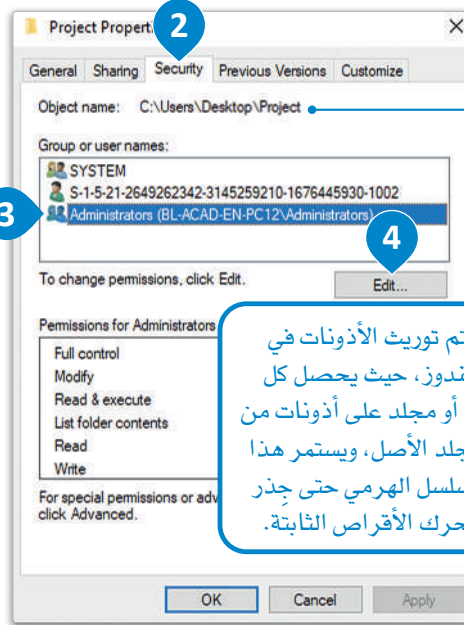 Project Propert
2
General Sharing Security Previous Versions Customize
Object name: C:\Users\Desktop\Project
Group or user names:
SYSTEM
S-1-5-21-2649262342-3145259210-1676445930-1002
3
Administrators (BL-ACAD-EN-PC12\Administrators)
4
To change permissions, click Edit.
Edit...
Permissions for Administrators
Full control
Modify
Read & execute
List folder contents
Read
Write
For special permissions or adv
click Advanced.
تم توريث الأذونات في
ندوز، حيث يحصل كل
أو مجلد على أذونات من
جلد الأصل، ويستمر هذا
سلسل الهرمي حتى جِذر
حرك الأقراص الثابتة.
OK Cancel Apply